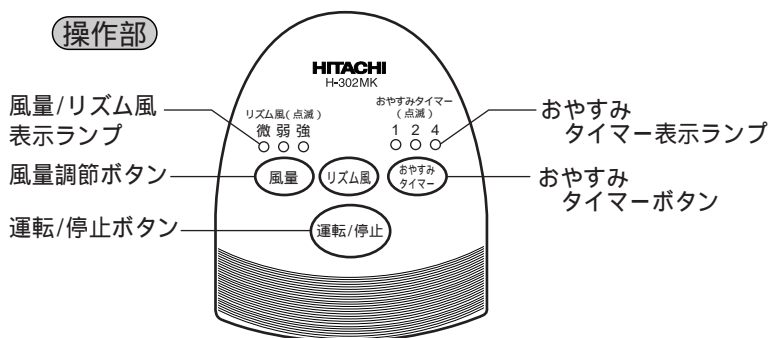 操作部
HITACHI
H-302MK
風量/リズム風
表示ランプ
リズム風(点滅)
微 弱 強
おやすみタイマー
(点滅)
1 2 4
おやすみ
タイマー表示ランプ
風量調節ボタン
風量
リズム風
おやすみ
タイマー
おやすみ
タイマーボタン
運転/停止ボタン
運転/停止